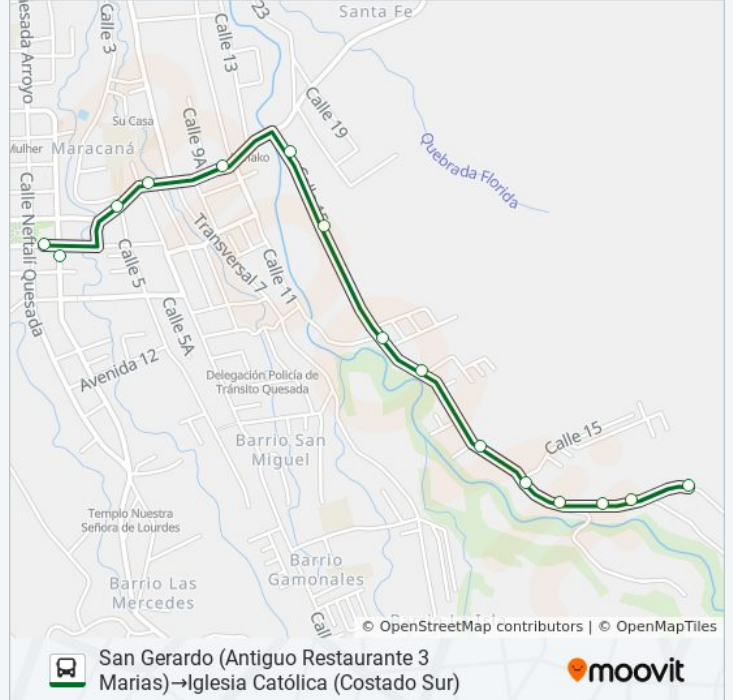 esada Arroyo
Calle 3
Calle 13
23
Santa Fe
Calle 19
Quebrada Florida
Su Casa
Calle 9A
Mulher
Maracaná
Calle Neftalí Quesada
Calle 5
Transversal 7
Calle 11
Calle 5A
Avenida 12
Delegación Policía de
Tránsito Quesada
Barrio San
Miguel
Calle 15
Templo Nuestra
Señora de Lourdes
Barrio
Gamonales
Barrio Las
Mercedes
© OpenStreetMap contributors | © OpenMapTiles
San Gerardo (Antiguo Restaurante 3
Marias)→Iglesia Católica (Costado Sur)
moovit